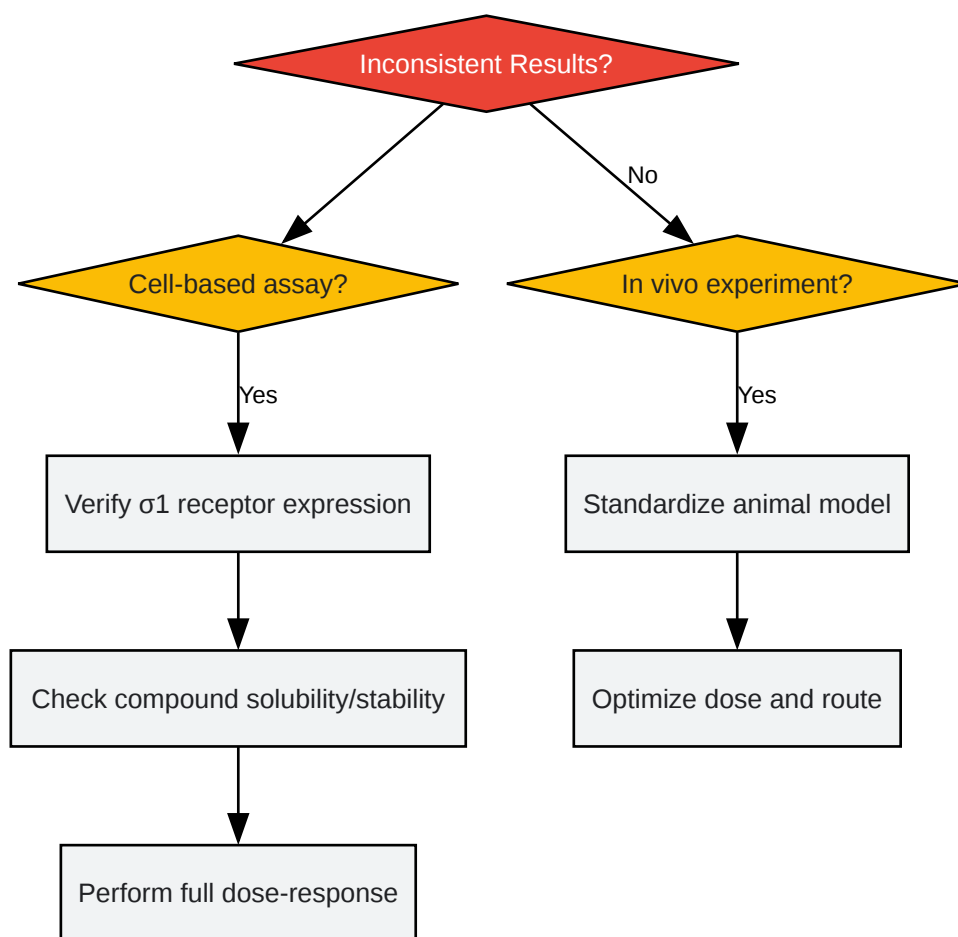 Inconsistent Results?
No
Cell-based assay?
In vivo experiment?
Yes
Yes
Verify σ1 receptor expression
Standardize animal model
Check compound solubility/stability
Optimize dose and route
Perform full dose-response